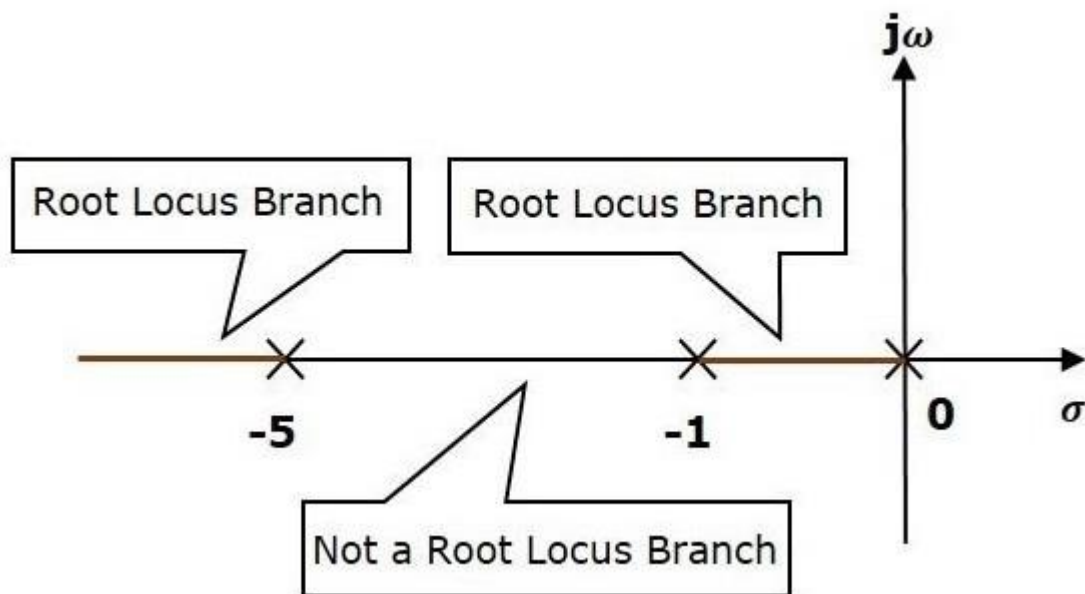 jω
Root Locus Branch
Root Locus Branch
-5
-1
0
σ
Not a Root Locus Branch